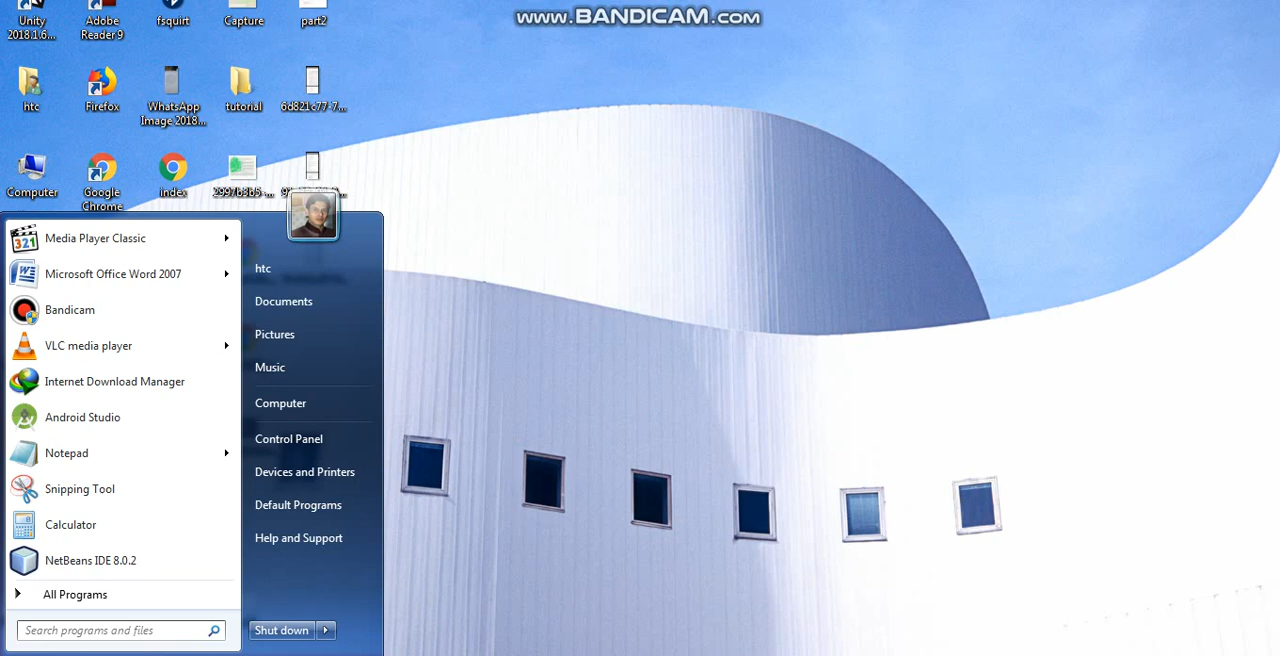 www.BANDICAM.com
Unity
2018.1.6...
Adobe
Reader 9
fsquirt
Capture
part2
htc
Firefox
WhatsApp
Image 2018...
tutorial
6d821c77-7...
Computer
Google
Chrome
index
2997b3b5-...
Media Player Classic
Microsoft Office Word 2007
Bandicam
VLC media player
Internet Download Manager
Android Studio
Notepad
Snipping Tool
Calculator
NetBeans IDE 8.0.2
All Programs
Search programs and files
htc
Documents
Pictures
Music
Computer
Control Panel
Devices and Printers
Default Programs
Help and Support
Shut down